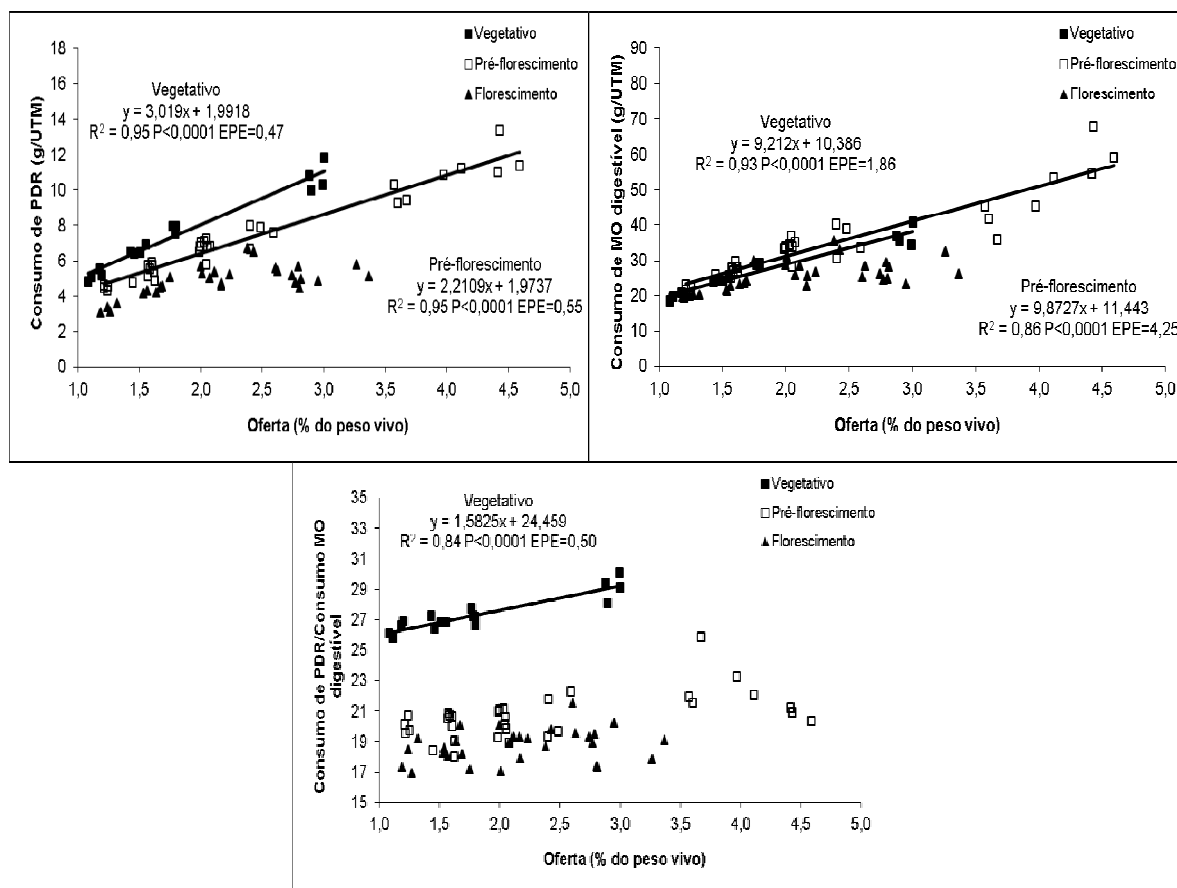 Consumo de PDR (g/UTM)
18
16
14
12
10
8
6
4
2
0
Vegetativo
Pré-florescimento
Florescimento
Vegetativo
y = 3,019x + 1,9918
R² = 0,95 P<0,0001 EPE=0,47
Pré-florescimento
y = 2,2109x + 1,9737
R² = 0,95 P<0,0001 EPE=0,55
1,0 1,5 2,0 2,5 3,0 3,5 4,0 4,5 5,0
Oferta (% do peso vivo)
Consumo de MO digestível (g/UTM)
90
80
70
60
50
40
30
20
10
0
Vegetativo
Pré-florescimento
Florescimento
Vegetativo
y = 9,212x + 10,386
R² = 0,93 P<0,0001 EPE=1,86
Pré-florescimento
y = 9,8727x + 11,443
R² = 0,86 P<0,0001 EPE=4,25
1,0 1,5 2,0 2,5 3,0 3,5 4,0 4,5 5,0
Oferta (% do peso vivo)
Consumo de PDR/Consumo MO
digestível
35
33
31
29
27
25
23
21
19
17
15
Vegetativo
Pré-florescimento
Florescimento
Vegetativo
y = 1,5825x + 24,459
R² = 0,84 P<0,0001 EPE=0,50
1,0 1,5 2,0 2,5 3,0 3,5 4,0 4,5 5,0
Oferta (% do peso vivo)